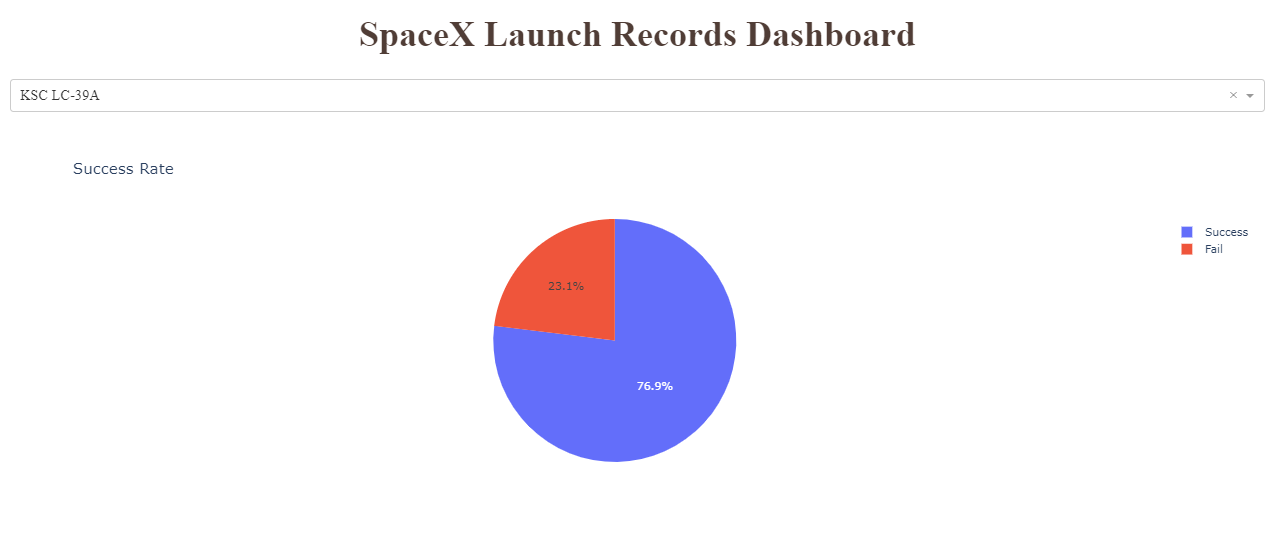 SpaceX Launch Records Dashboard
KSC LC-39A
×
Success Rate
Success
Fail
23.1%
76.9%